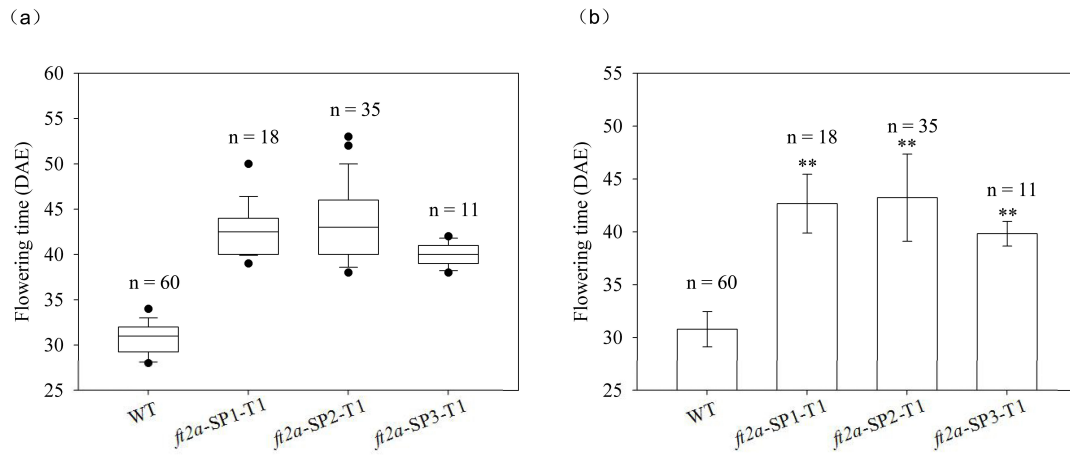 (a)
60
55
50
45
40
35
30
25
Flowering time (DAE)
n = 60
n = 18
n = 35
n = 11
WT
ft2a-SP1-T1
ft2a-SP2-T1
ft2a-SP3-T1
(b)
55
50
45
40
35
30
25
Flowering time (DAE)
n = 60
n = 18
**
n = 35
**
n = 11
**
WT
ft2a-SP1-T1
ft2a-SP2-T1
ft2a-SP3-T1